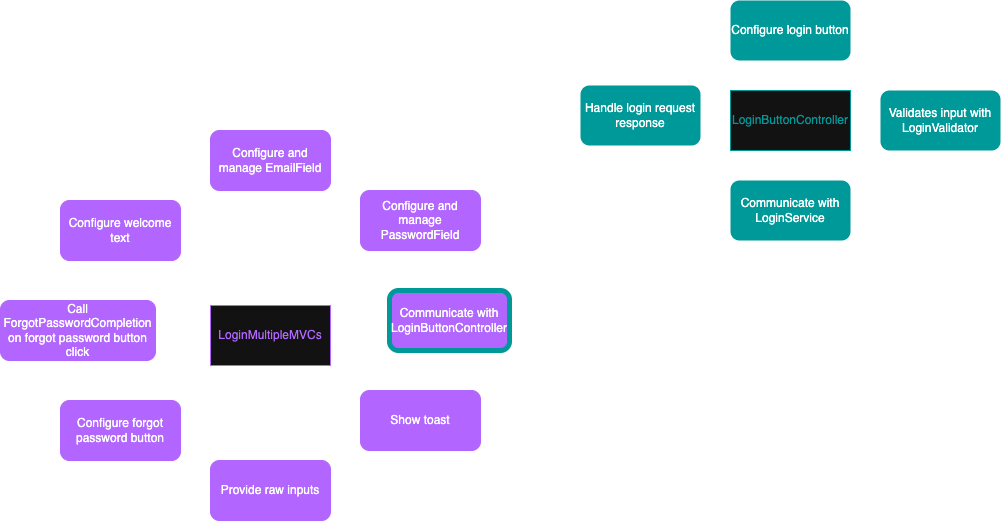 Configure login button
Handle login request
response
LoginButtonController
Validates input with
LoginValidator
Communicate with
LoginService
Configure and
manage EmailField
Configure and
manage
PasswordField
Configure welcome
text
Call
ForgotPasswordCompletion
on forgot password button
click
LoginMultipleMVCs
Communicate with
LoginButtonController
Configure forgot
password button
Show toast
Provide raw inputs